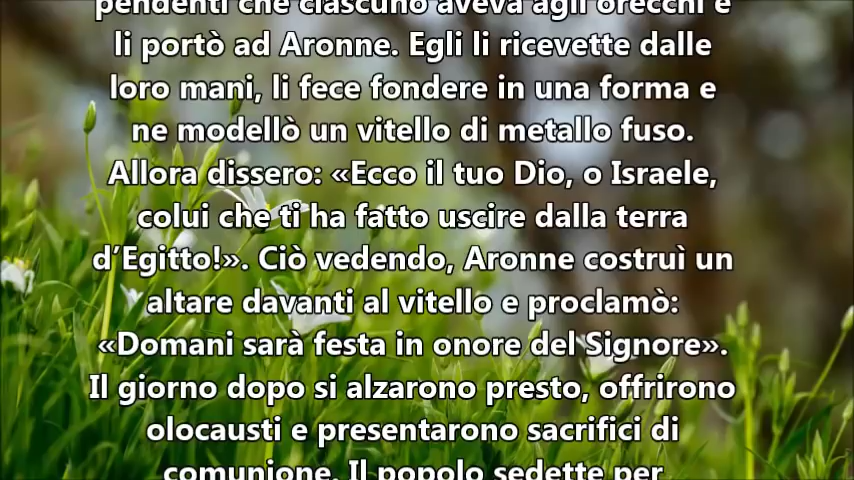 pendenti che ciascuno aveva agli orecchi e
li portò ad Aronne. Egli li ricevette dalle
loro mani, li fece fondere in una forma e
ne modellò un vitello di metallo fuso.
Allora dissero: «Ecco il tuo Dio, o Israele,
colui che ti ha fatto uscire dalla terra
d’Egitto!». Ciò vedendo, Aronne costruì un
altare davanti al vitello e proclamò:
«Domani sarà festa in onore del Signore».
Il giorno dopo si alzarono presto, offrirono
olocausti e presentarono sacrifici di
comunione. Il popolo sedette per